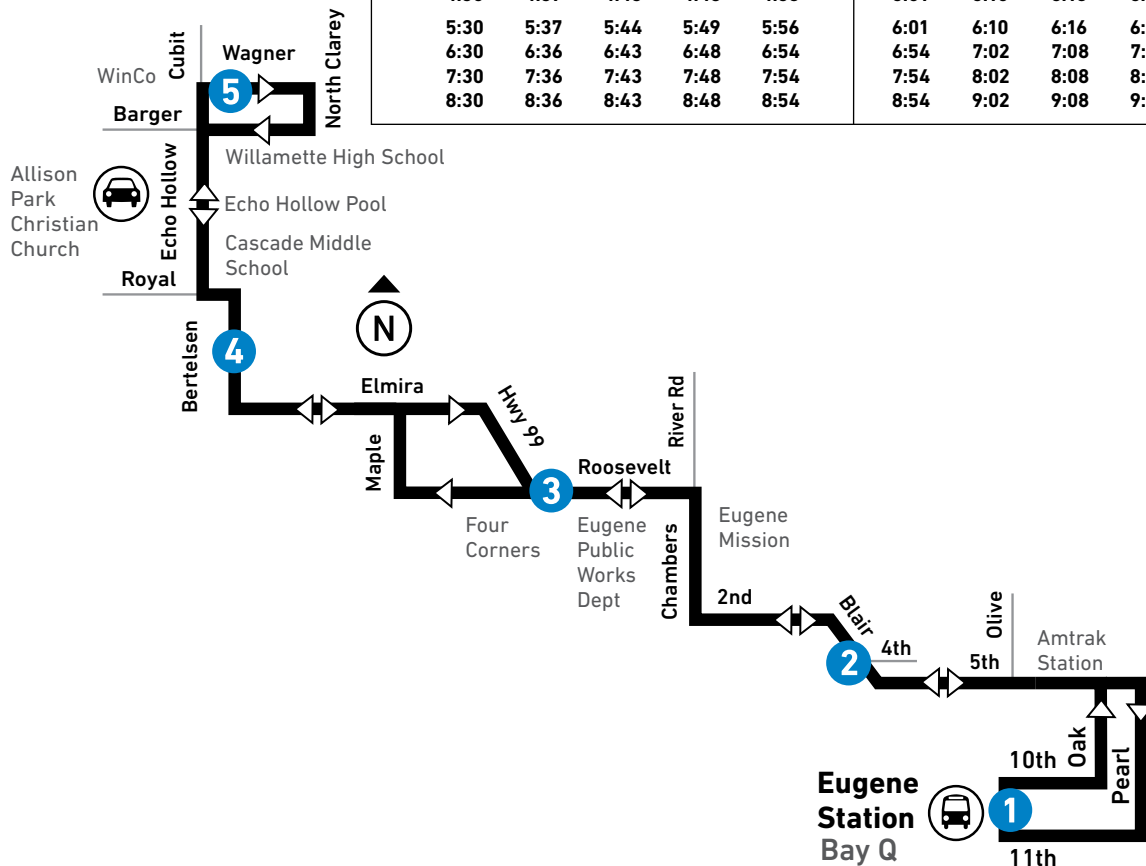 5:30 5:37 5:44 5:49 5:56 6:01 6:10 6:16
6:30 6:36 6:43 6:48 6:54 6:54 7:02 7:08
7:30 7:36 7:43 7:48 7:54 7:54 8:02 8:08
8:30 8:36 8:43 8:48 8:54 8:54 9:02 9:08
Cubit
Wagner
North Clarey
WinCo
5
Barger
Willamette High School
Allison
Park
Christian
Church
Echo Hollow
Echo Hollow Pool
Cascade Middle
School
Royal
N
Bertelsen
4
Elmira
Hwy 99
River Rd
Maple
Roosevelt
3
Four
Corners
Eugene
Public
Works
Dept
Chambers
Eugene
Mission
2nd
Blair
4th
2
Olive
5th
Amtrak
Station
Oak
Pearl
10th
Eugene
Station
Bay Q
1
11th